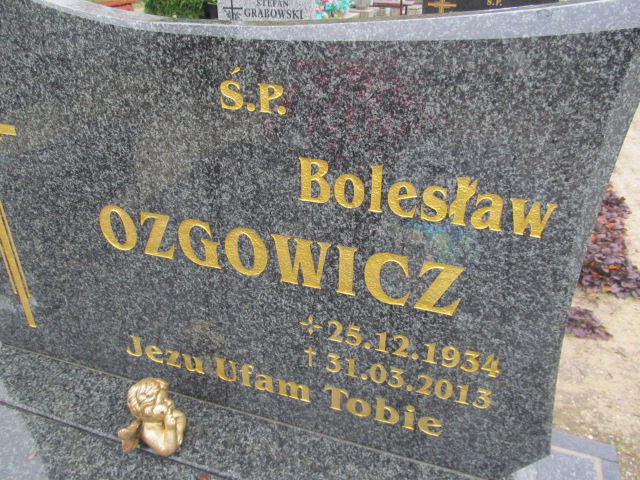 STEFAN
GRABOWSKI
Ś.P.
Ś.P.
Bolesław
OZGOWICZ
25.12.1934
† 31.03.2013
Jezu Ufam Tobie